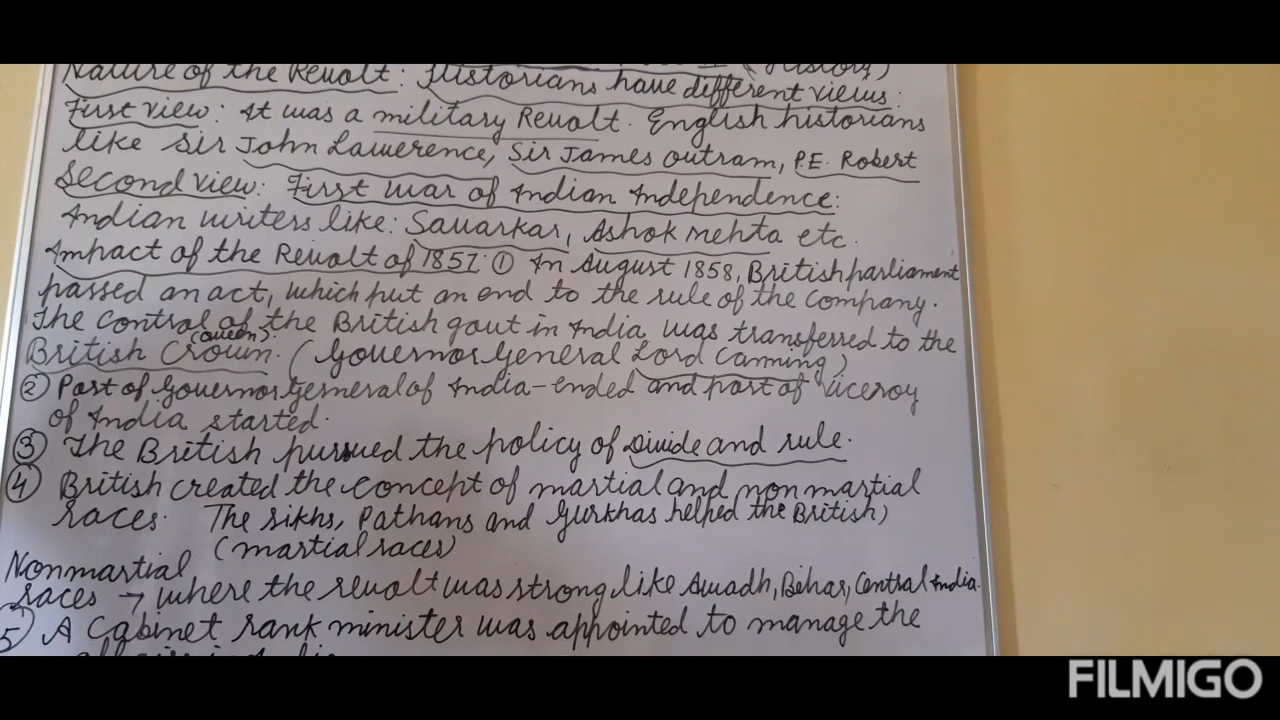 (History)
Nature of the Revolt: Historians have different views:
First view: It was a military Revolt. English historians
like Sir John Lawerence, Sir James Outram, P.E. Robert
Second view: First war of Indian Independence:
Indian writers like: Savarkar, Ashok Mehta etc.
Impact of the Revolt of 1857: ① In August 1858, British parliament
passed an act, which put an end to the rule of the company.
The control of the British govt in India was transferred to the
(Queen)
British Crown. (Governor General Lord Canning)
② Post of Governor General of India - ended and post of Viceroy
of India started.
③ The British pursued the policy of Divide and rule.
④ British created the concept of martial and non martial
races. The Sikhs, Pathans and Gurkhas helped the British)
(martial races)
Nonmartial
races → where the revolt was strong like Awadh, Bihar, Central India.
5) A Cabinet rank minister was appointed to manage the